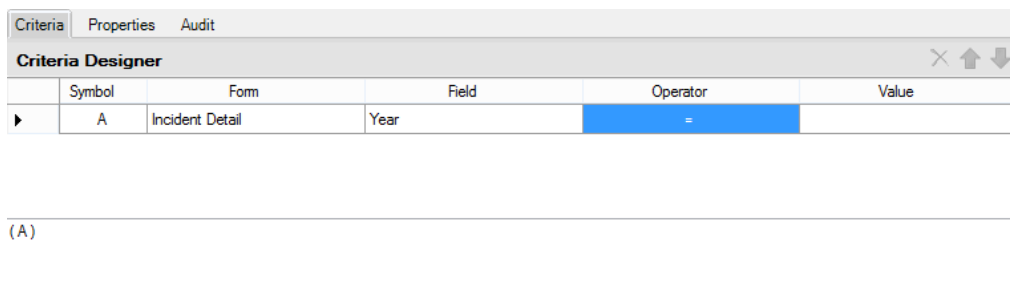 Criteria Properties Audit
Criteria Designer
Symbol Form Field Operator Value
A Incident Detail Year =
(A)